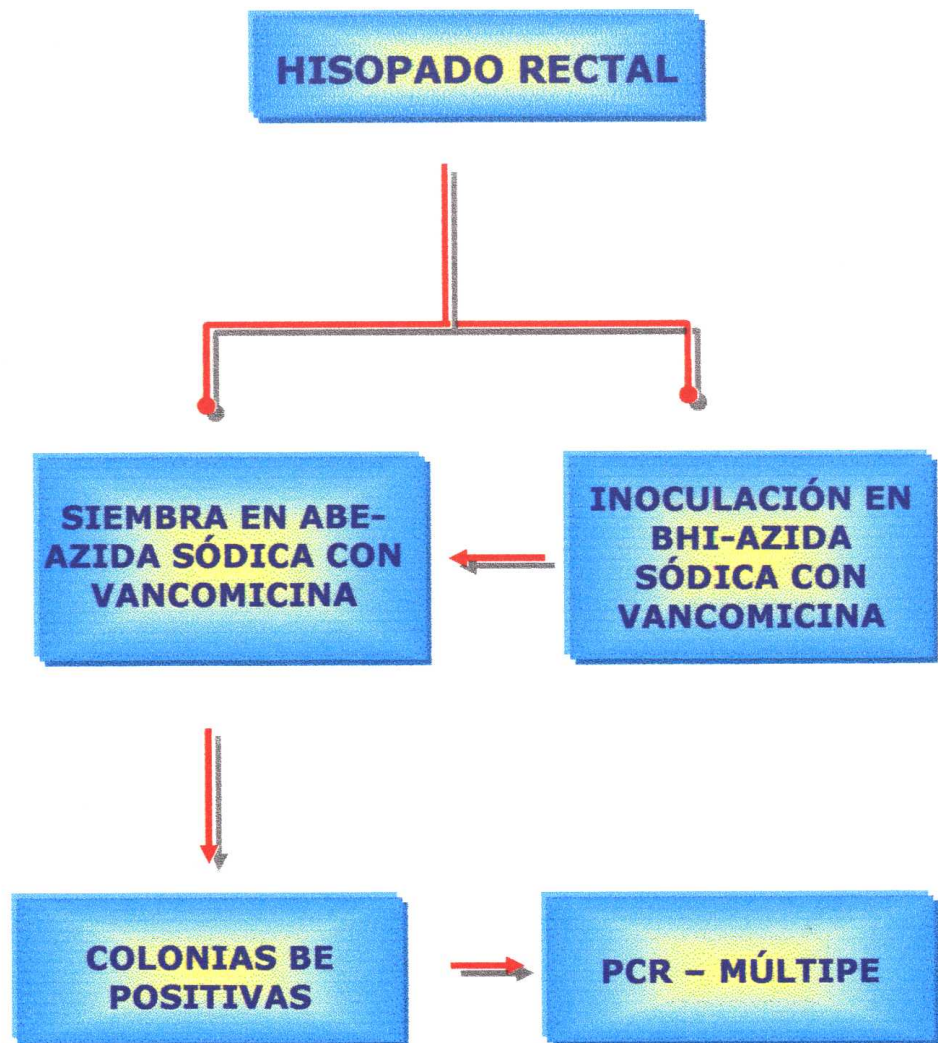 HISOPADO RECTAL
SIEMBRA EN ABE-
AZIDA SÓDICA CON
VANCOMICINA
INOCULACIÓN EN
BHI-AZIDA
SÓDICA CON
VANCOMICINA
COLONIAS BE
POSITIVAS
PCR – MÚLTIPE